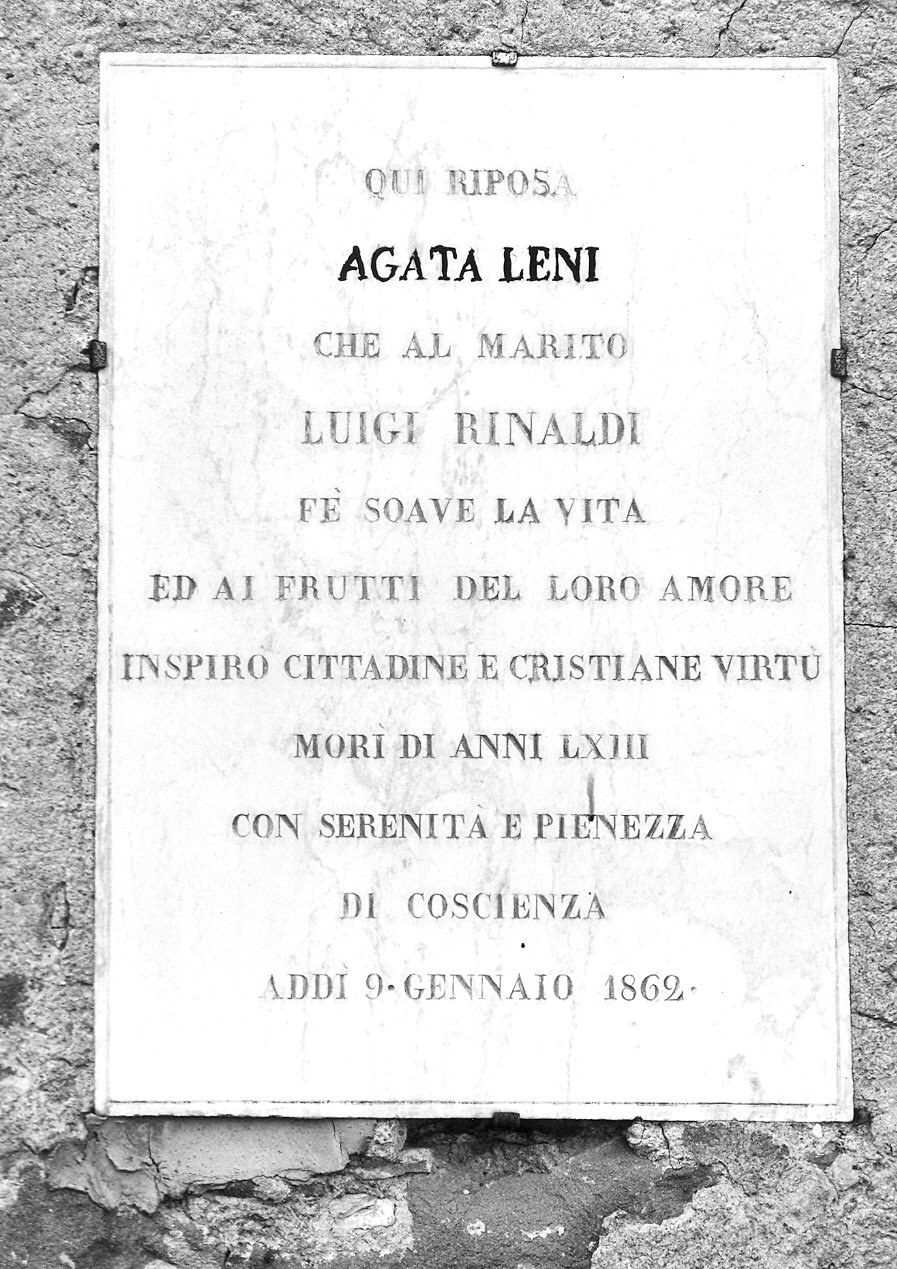 QUI RIPOSA
AGATA LENI
CHE AL MARITO
LUIGI RINALDI
FÈ SOAVE LA VITA
ED AI FRUTTI DEL LORO AMORE
INSPIRÒ CITTADINE E CRISTIANE VIRTÙ
MORÌ DI ANNI LXIII
CON SERENITÀ E PIENEZZA
DI COSCIENZA
ADDÌ 9· GENNAIO 1862·